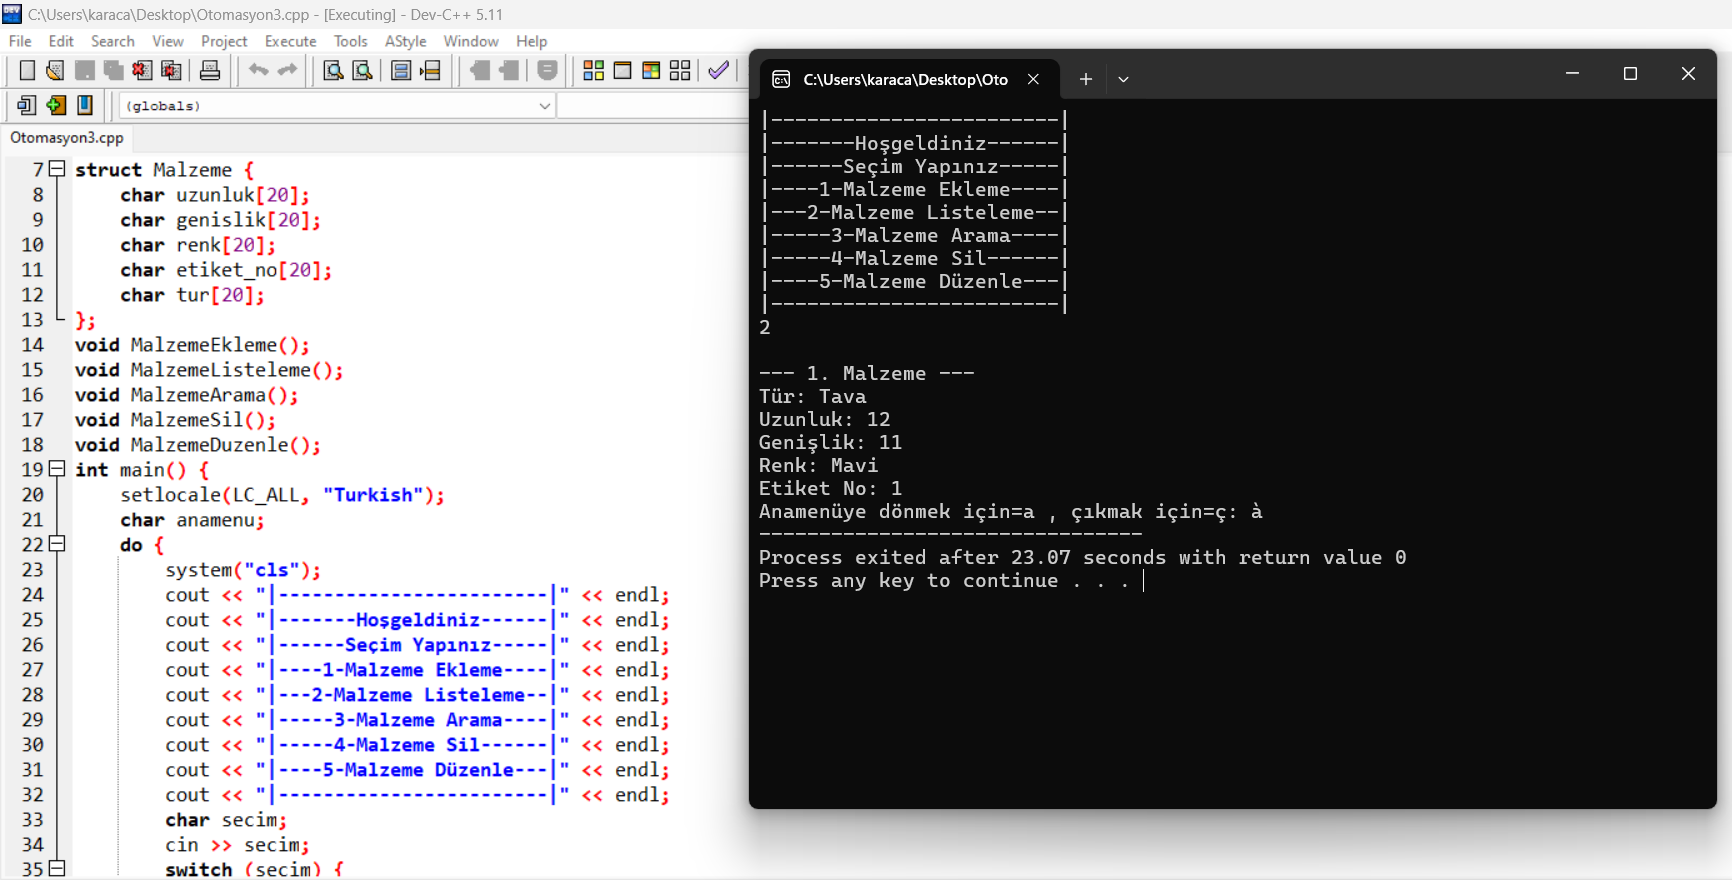 C:\Users\karaca\Desktop\Otomasyon3.cpp - [Executing] - Dev-C++ 5.11
File Edit Search View Project Execute Tools AStyle Window Help
(globals)
Otomasyon3.cpp
7 struct Malzeme {
8 char uzunluk[20];
9 char genislik[20];
10 char renk[20];
11 char etiket_no[20];
12 char tur[20];
13 };
14 void MalzemeEkleme();
15 void MalzemeListeleme();
16 void MalzemeArama();
17 void MalzemeSil();
18 void MalzemeDuzenle();
19 int main() {
20 setlocale(LC_ALL, "Turkish");
21 char anamenu;
22 do {
23 system("cls");
24 cout << "|------------------------|" << endl;
25 cout << "|-------Hoşgeldiniz------|" << endl;
26 cout << "|------Seçim Yapınız-----|" << endl;
27 cout << "|----1-Malzeme Ekleme----|" << endl;
28 cout << "|---2-Malzeme Listeleme--|" << endl;
29 cout << "|-----3-Malzeme Arama----|" << endl;
30 cout << "|-----4-Malzeme Sil------|" << endl;
31 cout << "|----5-Malzeme Düzenle---|" << endl;
32 cout << "|------------------------|" << endl;
33 char secim;
34 cin >> secim;
35 switch (secim) {
C:\Users\karaca\Desktop\Oto
|------------------------|
|-------Hoşgeldiniz------|
|------Seçim Yapınız-----|
|----1-Malzeme Ekleme----|
|---2-Malzeme Listeleme--|
|-----3-Malzeme Arama----|
|-----4-Malzeme Sil------|
|----5-Malzeme Düzenle---|
|------------------------|
2
--- 1. Malzeme ---
Tür: Tava
Uzunluk: 12
Genişlik: 11
Renk: Mavi
Etiket No: 1
Anamenüye dönmek için=a , çıkmak için=ç: à
--------------------------------
Process exited after 23.07 seconds with return value 0
Press any key to continue . . .